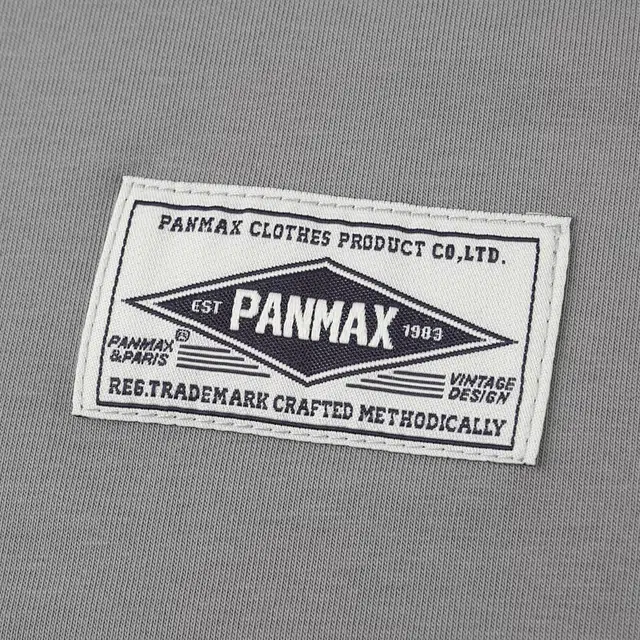 PANMAX CLOTHES PRODUCT CO,LTD.
EST PANMAX 1983
PANMAX
&PARIS
VINTAGE
DESIGN
REG.TRADEMARK CRAFTED METHODICALLY